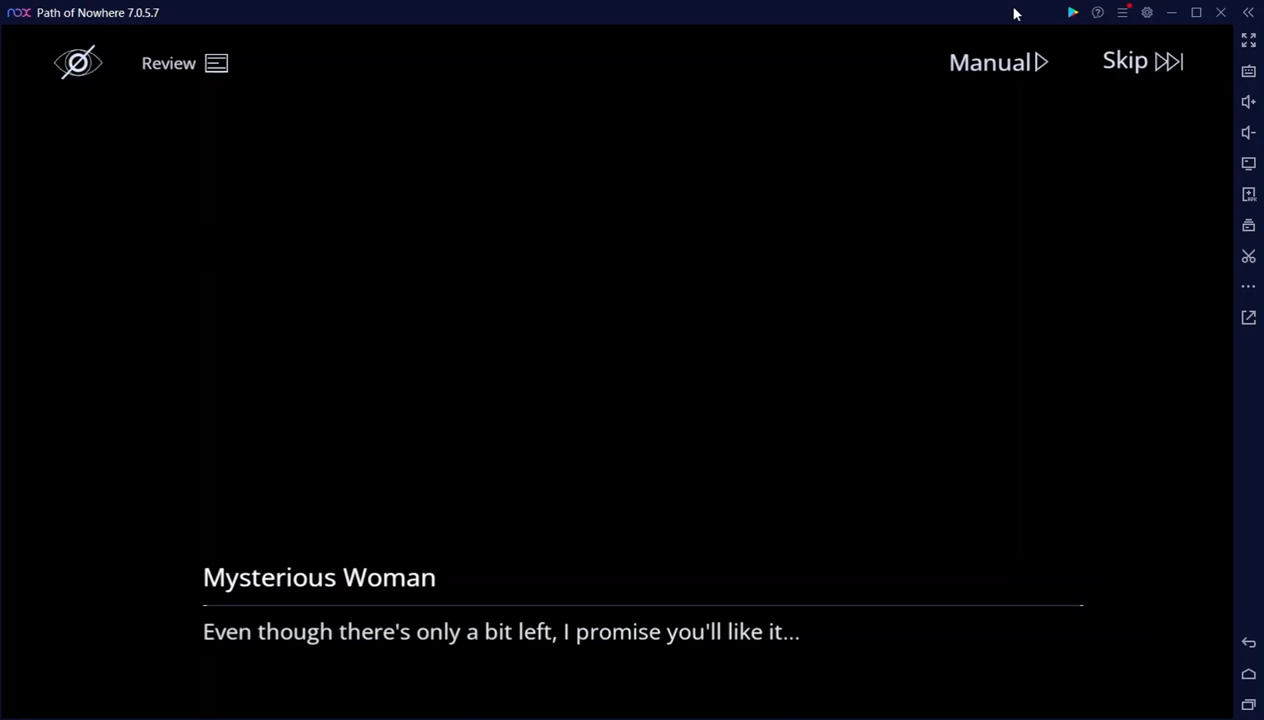 nox Path of Nowhere 7.0.5.7
Review
Manual
Skip
Mysterious Woman
Even though there's only a bit left, I promise you'll like it...